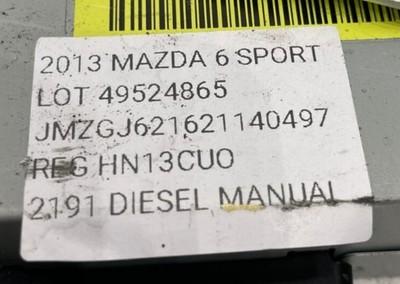 2013 MAZDA 6 SPORT
LOT 49524865
JMZGJ621621140497
REG HN13CUO
2191 DIESEL MANUAL